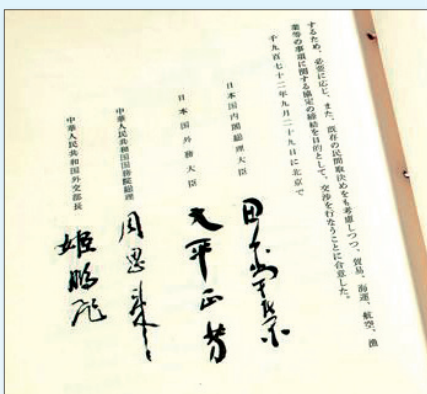 するため、必要に応じ、また、既存の民間取決めをも考慮しつつ、貿易、海運、航空、漁
業等の事項に関する協定の締結を目的として、交渉を行なうことに合意した。
千九百七十二年九月二十九日に北京で
日本国内閣総理大臣
田中角栄
日本国外務大臣
大平正芳
中華人民共和国国務院総理
周恩来
中華人民共和国外交部長
姫鵬飛